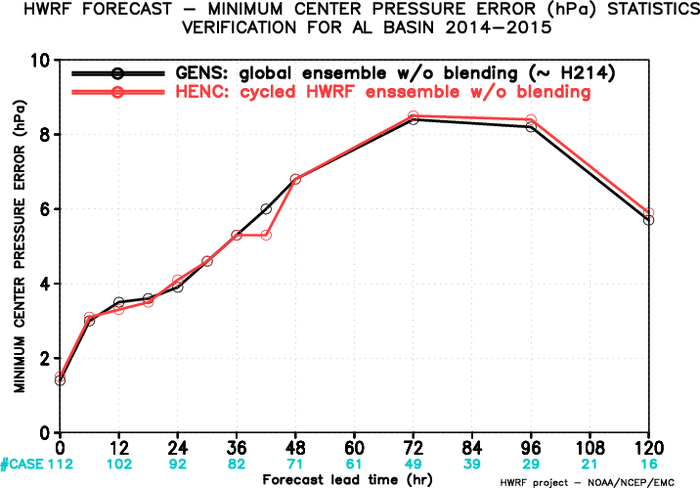 HWRF FORECAST – MINIMUM CENTER PRESSURE ERROR (hPa) STATISTICS
VERIFICATION FOR AL BASIN 2014–2015
GENS: global ensemble w/o blending (~ H214)
HENC: cycled HWRF enssemble w/o blending
MINIMUM CENTER PRESSURE ERROR (hPa)
10
8
6
4
2
0
0 12 24 36 48 60 72 84 96 108 120
#CASE 112 102 92 82 71 61 49 39 29 21 16
Forecast lead time (hr)
HWRF project – NOAA/NCEP/EMC